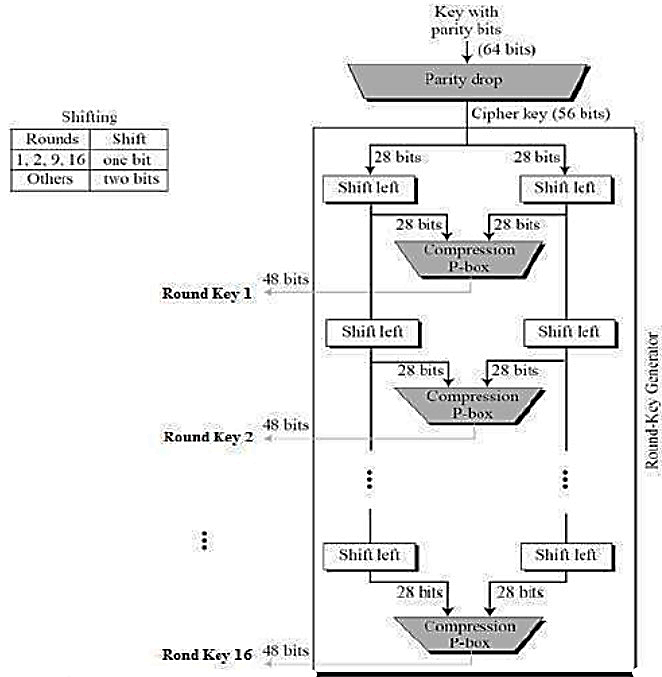 Key with
parity bits
(64 bits)
Parity drop
Cipher key (56 bits)
Shifting
Rounds Shift
1, 2, 9, 16 one bit
Others two bits
28 bits 28 bits
Shift left Shift left
28 bits 28 bits
Compression
P-box
48 bits
Round Key 1
Shift left Shift left
28 bits 28 bits
Compression
P-box
48 bits
Round Key 2
Round-Key Generator
Shift left Shift left
28 bits 28 bits
Compression
P-box
48 bits
Rond Key 16